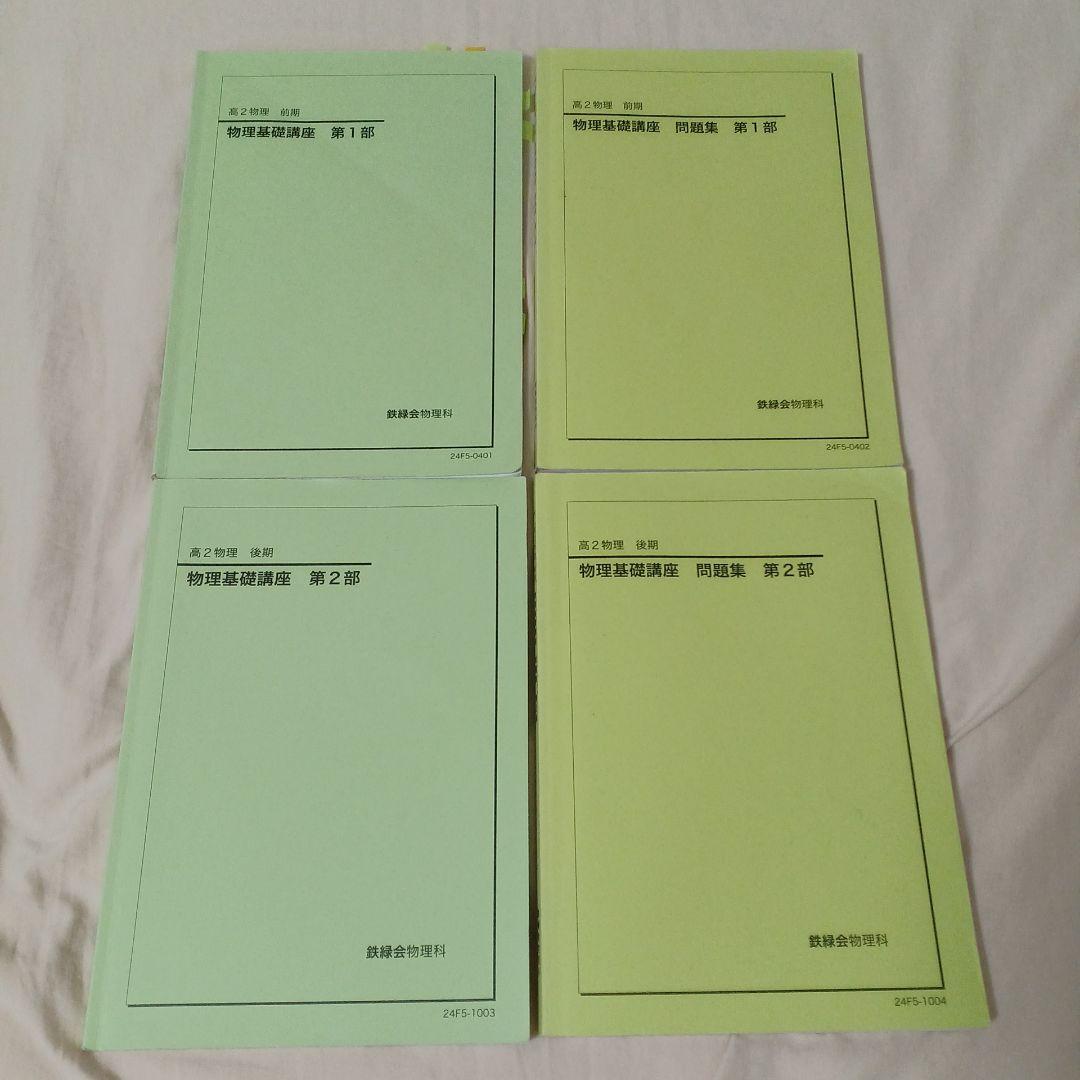 高2物理 前期
物理基礎講座 第1部
鉄緑会物理科
24F5-0401
高2物理 前期
物理基礎講座 問題集 第1部
鉄緑会物理科
24F5-0402
高2物理 後期
物理基礎講座 第2部
鉄緑会物理科
24F5-1003
高2物理 後期
物理基礎講座 問題集 第2部
鉄緑会物理科
24F5-1004